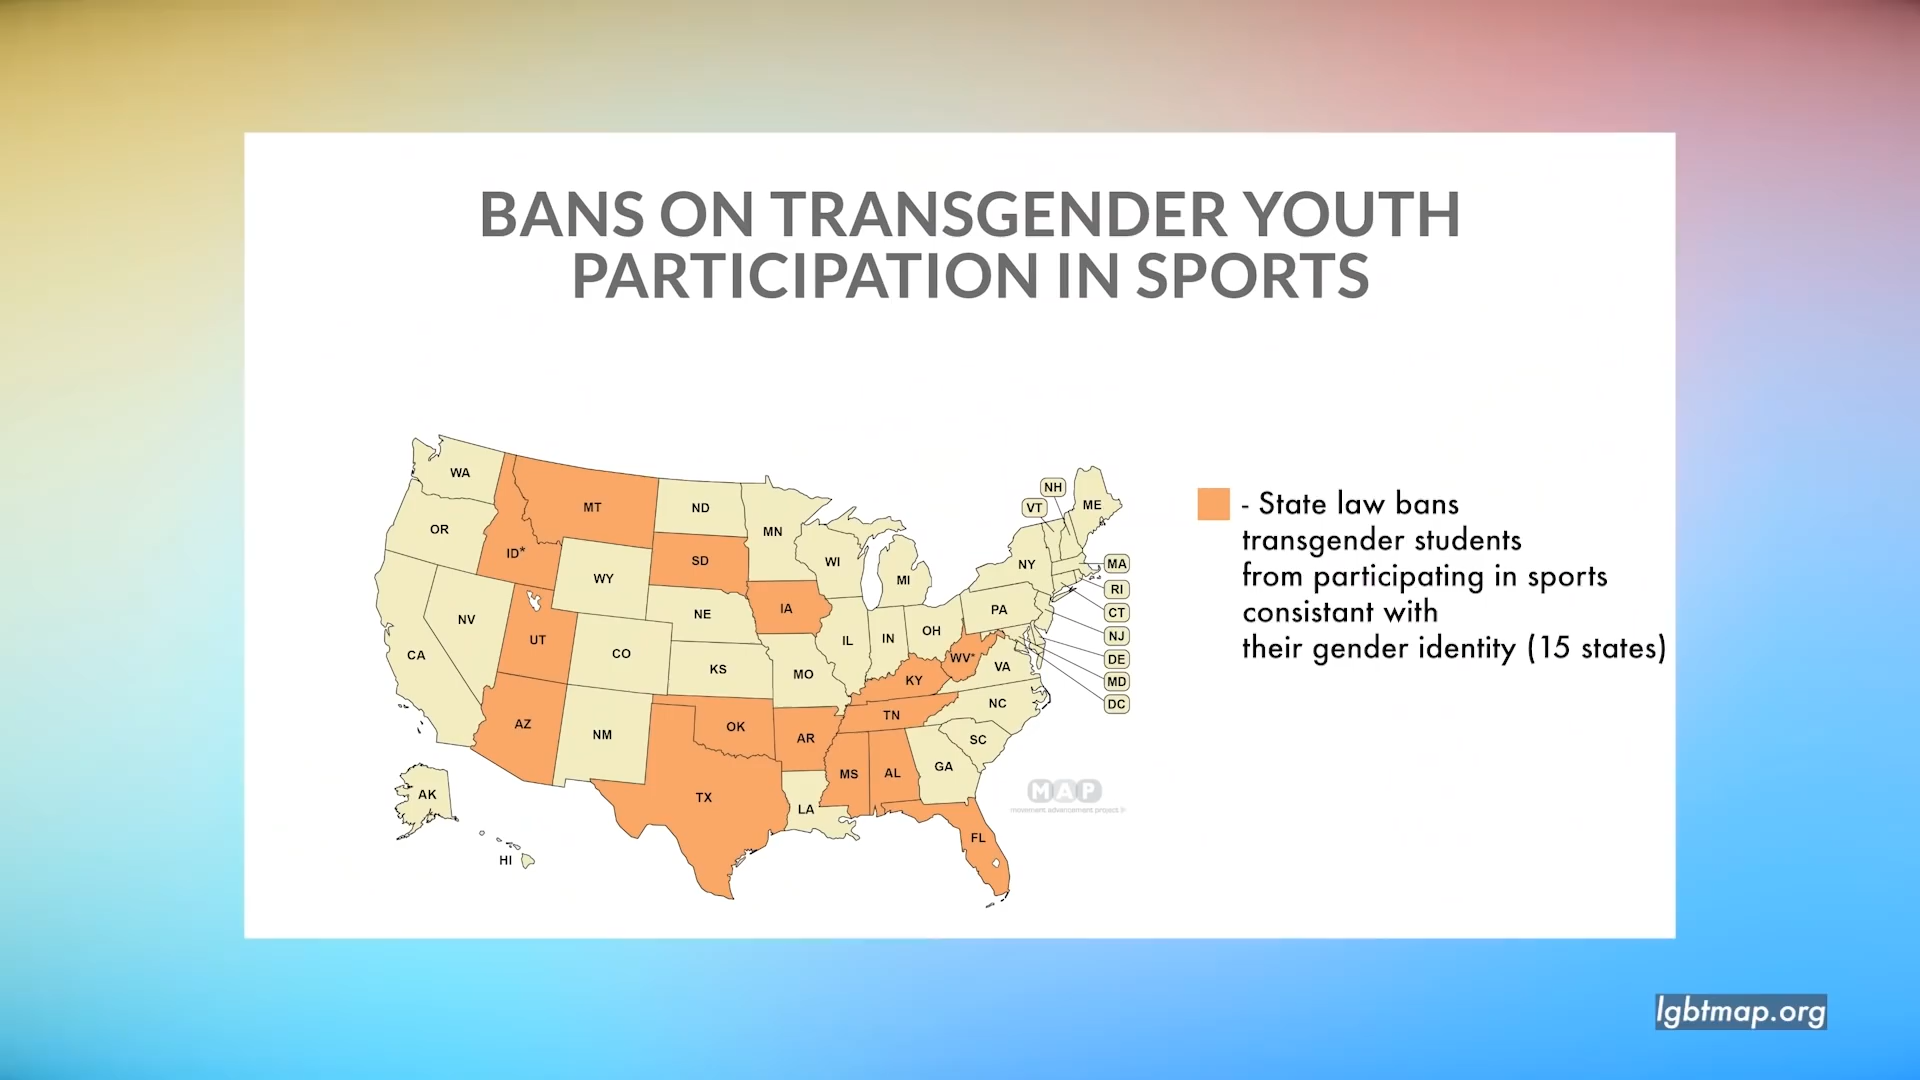 BANS ON TRANSGENDER YOUTH
PARTICIPATION IN SPORTS
WA
MT
ND
MN
OR
ID*
SD
WI
MI
NY
VT
NH
ME
WY
IA
NE
PA
MA
RI
CT
NJ
DE
MD
DC
NV
UT
CO
IL
IN
OH
CA
KS
MO
KY
WV*
VA
AZ
NM
OK
AR
TN
NC
SC
MS
AL
GA
TX
LA
AK
FL
HI
MAP
movement advancement project
- State law bans
transgender students
from participating in sports
consistant with
their gender identity (15 states)
lgbtmap.org